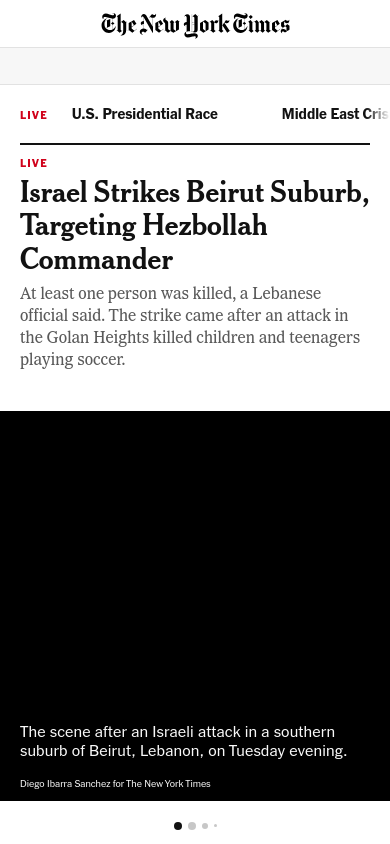 The New York Times
LIVE U.S. Presidential Race Middle East Cris
LIVE
Israel Strikes Beirut Suburb,
Targeting Hezbollah
Commander
At least one person was killed, a Lebanese
official said. The strike came after an attack in
the Golan Heights killed children and teenagers
playing soccer.
The scene after an Israeli attack in a southern
suburb of Beirut, Lebanon, on Tuesday evening.
Diego Ibarra Sanchez for The New York Times